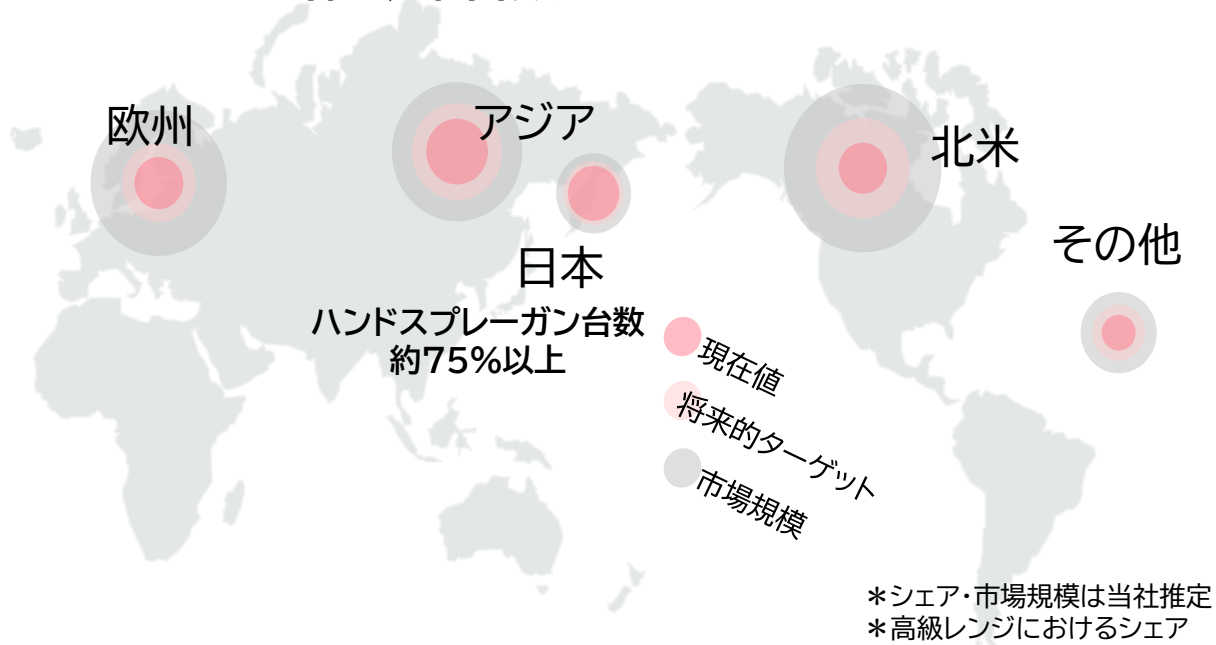 欧州
アジア
北米
日本
その他
ハンドスプレーガン台数
約75%以上
現在値
将来的ターゲット
市場規模
＊シェア・市場規模は当社推定
＊高級レンジにおけるシェア